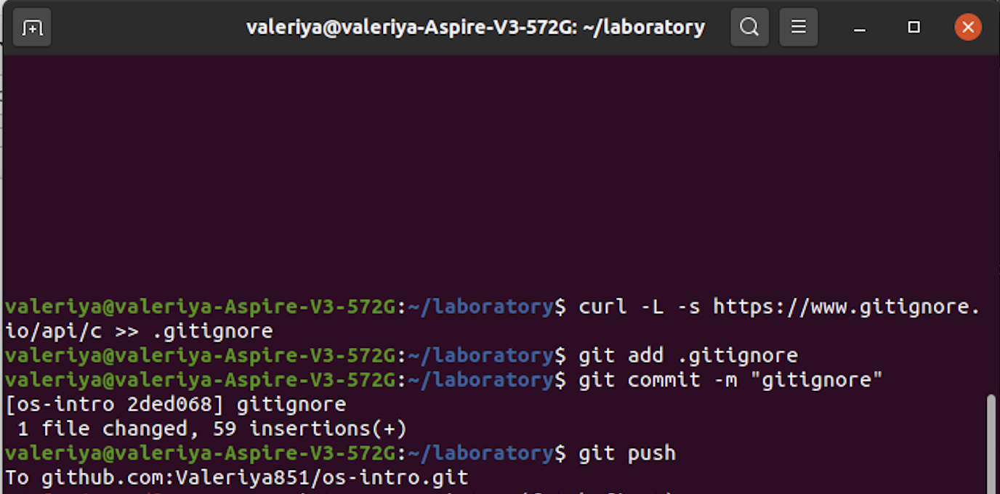 valeriya@valeriya-Aspire-V3-572G: ~/laboratory
valeriya@valeriya-Aspire-V3-572G:~/laboratory$ curl -L -s https://www.gitignore.
io/api/c >> .gitignore
valeriya@valeriya-Aspire-V3-572G:~/laboratory$ git add .gitignore
valeriya@valeriya-Aspire-V3-572G:~/laboratory$ git commit -m "gitignore"
[os-intro 2ded068] gitignore
 1 file changed, 59 insertions(+)
valeriya@valeriya-Aspire-V3-572G:~/laboratory$ git push
To github.com:Valeriya851/os-intro.git